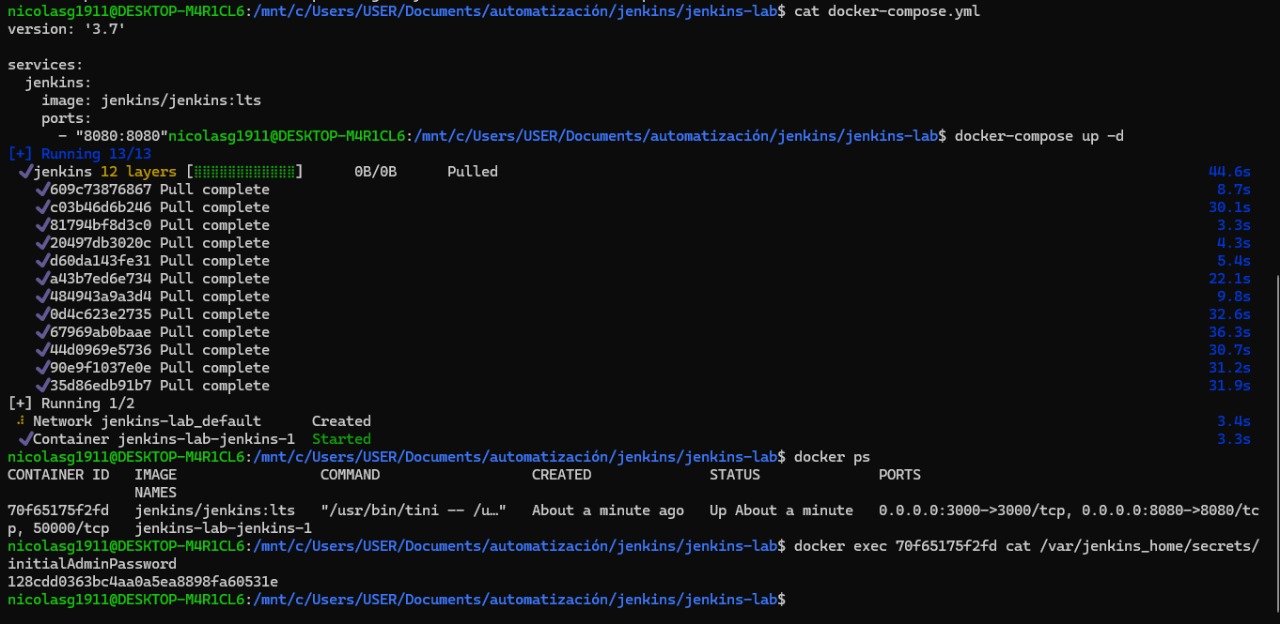 nicolasg1911@DESKTOP-M4R1CL6:/mnt/c/Users/USER/Documents/automatización/jenkins/jenkins-lab$ cat docker-compose.yml
version: '3.7'

services:
  jenkins:
    image: jenkins/jenkins:lts
    ports:
      - "8080:8080"nicolasg1911@DESKTOP-M4R1CL6:/mnt/c/Users/USER/Documents/automatización/jenkins/jenkins-lab$ docker-compose up -d
[+] Running 13/13
 ✔jenkins 12 layers [⣿⣿⣿⣿⣿⣿⣿⣿⣿⣿⣿⣿]      0B/0B      Pulled 44.6s
   ✔609c73876867 Pull complete 8.7s
   ✔c03b46d6b246 Pull complete 30.1s
   ✔81794bf8d3c0 Pull complete 3.3s
   ✔20497db3020c Pull complete 4.3s
   ✔d60da143fe31 Pull complete 5.4s
   ✔a43b7ed6e734 Pull complete 22.1s
   ✔484943a9a3d4 Pull complete 9.8s
   ✔0d4c623e2735 Pull complete 32.6s
   ✔67969ab0baae Pull complete 36.3s
   ✔44d0969e5736 Pull complete 30.7s
   ✔90e9f1037e0e Pull complete 31.2s
   ✔35d86edb91b7 Pull complete 31.9s
[+] Running 1/2
 ⠼ Network jenkins-lab_default      Created 3.4s
 ✔Container jenkins-lab-jenkins-1  Started 3.3s
nicolasg1911@DESKTOP-M4R1CL6:/mnt/c/Users/USER/Documents/automatización/jenkins/jenkins-lab$ docker ps
CONTAINER ID   IMAGE                 COMMAND                  CREATED              STATUS              PORTS
               NAMES
70f65175f2fd   jenkins/jenkins:lts   "/usr/bin/tini -- /u…"   About a minute ago   Up About a minute   0.0.0.0:3000->3000/tcp, 0.0.0.0:8080->8080/tc
p, 50000/tcp   jenkins-lab-jenkins-1
nicolasg1911@DESKTOP-M4R1CL6:/mnt/c/Users/USER/Documents/automatización/jenkins/jenkins-lab$ docker exec 70f65175f2fd cat /var/jenkins_home/secrets/
initialAdminPassword
128cdd0363bc4aa0a5ea8898fa60531e
nicolasg1911@DESKTOP-M4R1CL6:/mnt/c/Users/USER/Documents/automatización/jenkins/jenkins-lab$